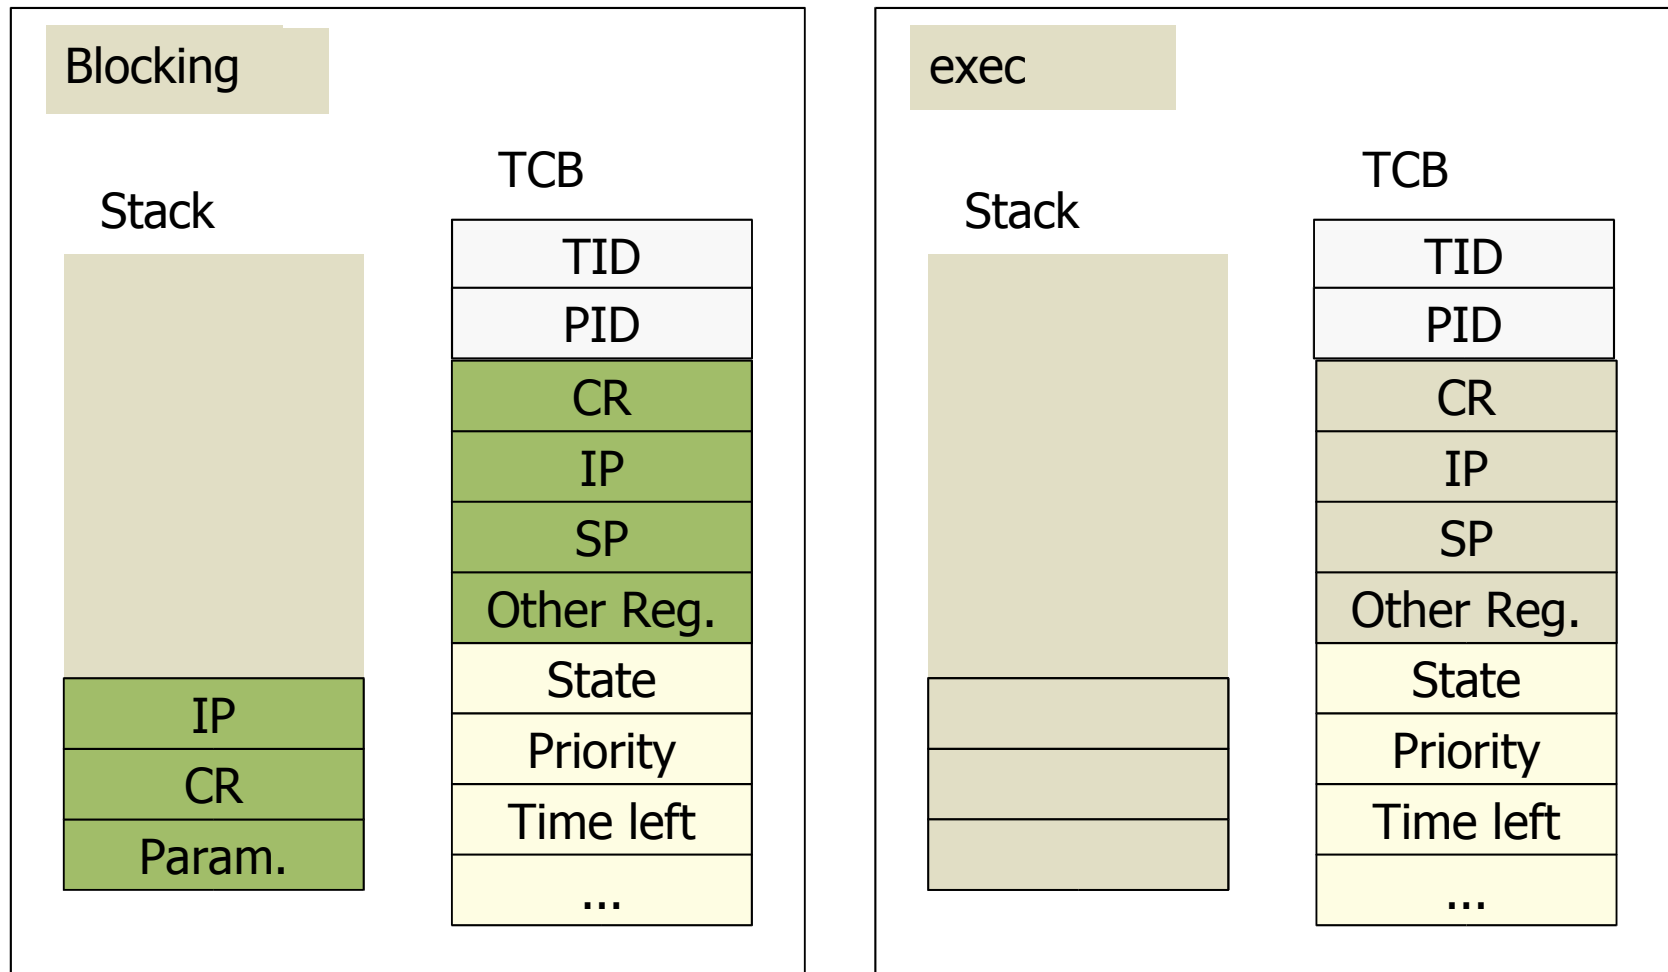 Blocking
Stack
TCB
TID
PID
CR
IP
SP
Other Reg.
State
Priority
Time left
...
IP
CR
Param.
exec
Stack
TCB
TID
PID
CR
IP
SP
Other Reg.
State
Priority
Time left
...